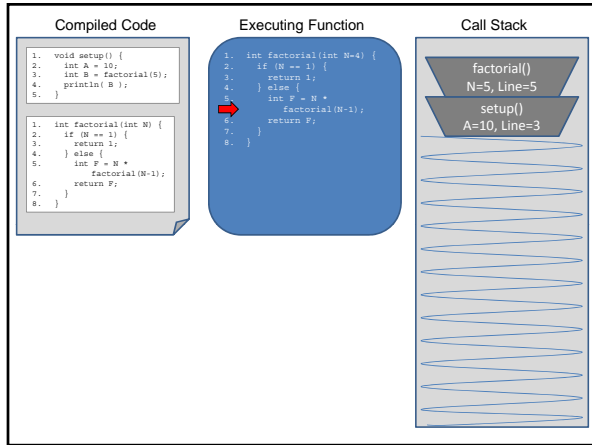 Compiled Code
1. void setup() {
2. int A = 10;
3. int B = factorial(5);
4. println( B );
5. }
1. int factorial(int N) {
2. if (N == 1) {
3. return 1;
4. } else {
5. int F = N *
factorial(N-1);
6. return F;
7. }
8. }
Executing Function
1. int factorial(int N=4) {
2. if (N == 1) {
3. return 1;
4. } else {
5. int F = N *
factorial(N-1);
6. return F;
7. }
8. }
Call Stack
factorial()
N=5, Line=5
setup()
A=10, Line=3